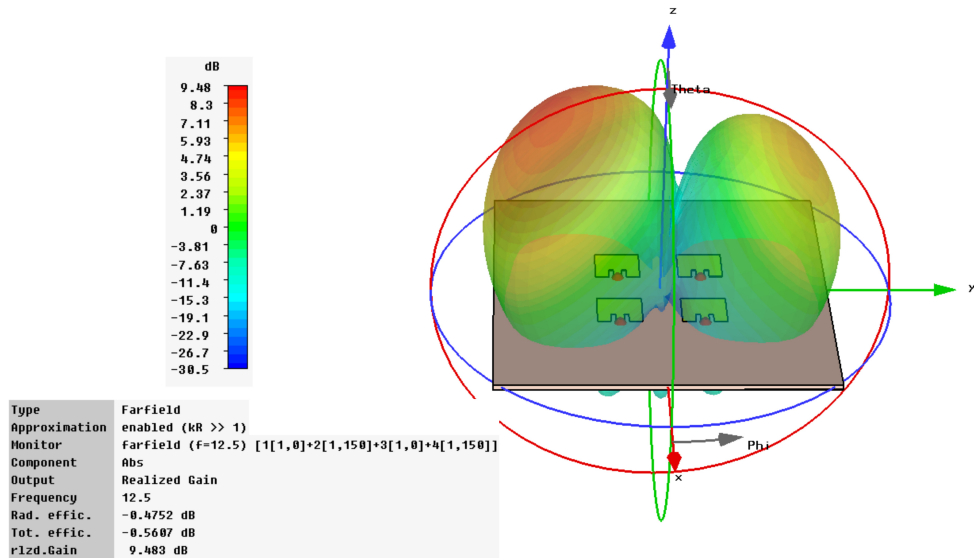 z
dB
Theta
9.48
8.3
7.11
5.93
4.74
3.56
2.37
1.19
0
-3.81
-7.63
-11.4
-15.3
-19.1
-22.9
-26.7
-30.5
y
Phi
x
Type Farfield
Approximation enabled (kR >> 1)
Monitor farfield (f=12.5) [1[1,0]+2[1,150]+3[1,0]+4[1,150]]
Component Abs
Output Realized Gain
Frequency 12.5
Rad. effic. -0.4752 dB
Tot. effic. -0.5607 dB
rlzd.Gain 9.483 dB